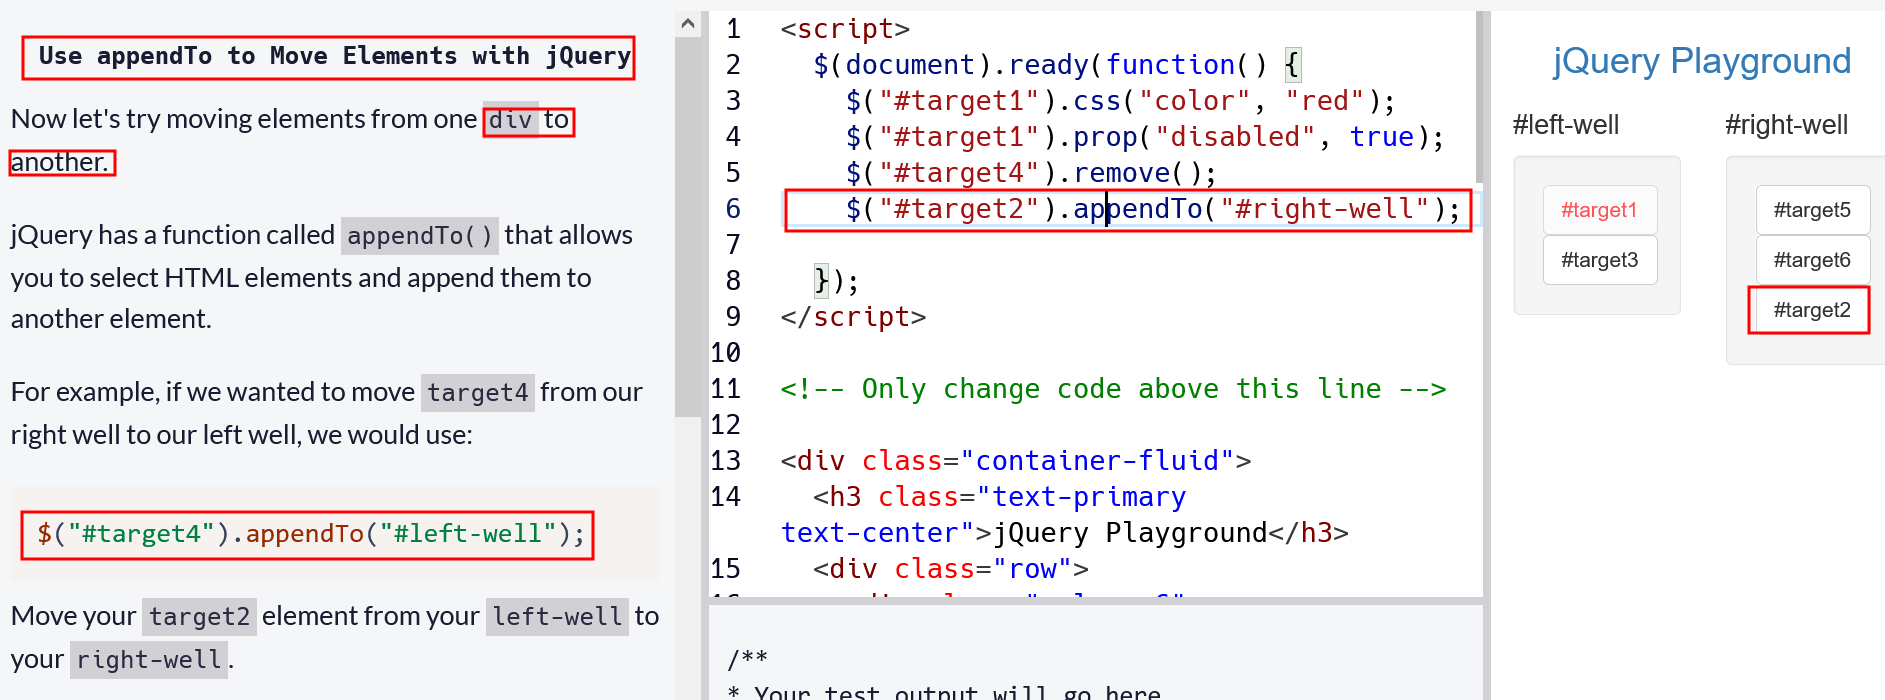 Use appendTo to Move Elements with jQuery
Now let's try moving elements from one div to
another.
jQuery has a function called appendTo() that allows
you to select HTML elements and append them to
another element.
For example, if we wanted to move target4 from our
right well to our left well, we would use:
$("#target4").appendTo("#left-well");
Move your target2 element from your left-well to
your right-well.
1 <script>
2 $(document).ready(function() {
3 $("#target1").css("color", "red");
4 $("#target1").prop("disabled", true);
5 $("#target4").remove();
6 $("#target2").appendTo("#right-well");
7
8 });
9 </script>
10
11 <!-- Only change code above this line -->
12
13 <div class="container-fluid">
14 <h3 class="text-primary
text-center">jQuery Playground</h3>
15 <div class="row">
/**
* Your test output will go here
jQuery Playground
#left-well
#target1
#target3
#right-well
#target5
#target6
#target2